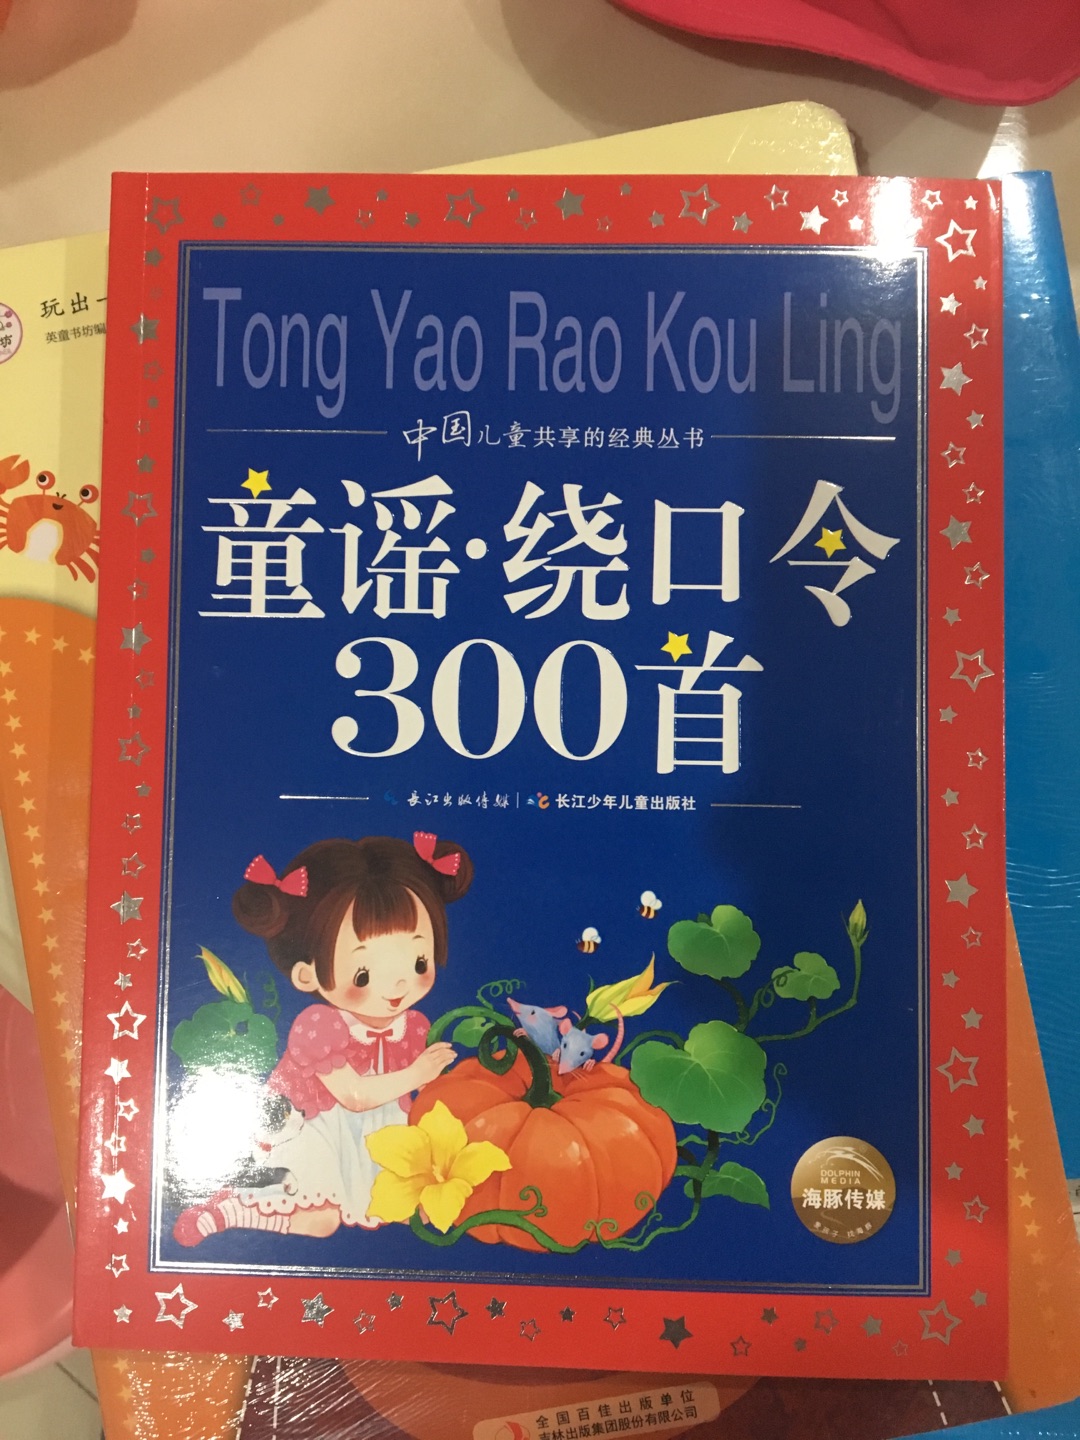 玩出一
英童书坊编
坊
Tong Yao Rao Kou Ling
中国儿童共享的经典丛书
童谣·绕口令
300首
长江出版传媒 长江少年儿童出版社
DOLPHIN
MEDIA
海豚传媒
全国百佳出版单位
吉林出版集团股份有限公司